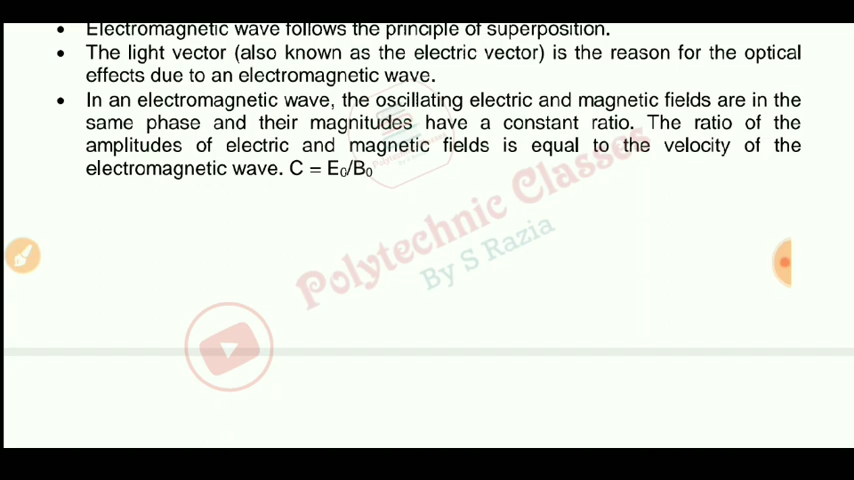 • Electromagnetic wave follows the principle of superposition.
• The light vector (also known as the electric vector) is the reason for the optical
effects due to an electromagnetic wave.
• In an electromagnetic wave, the oscillating electric and magnetic fields are in the
same phase and their magnitudes have a constant ratio. The ratio of the
amplitudes of electric and magnetic fields is equal to the velocity of the
electromagnetic wave. C = E₀/B₀
Polytechnic Classes
By S Razia